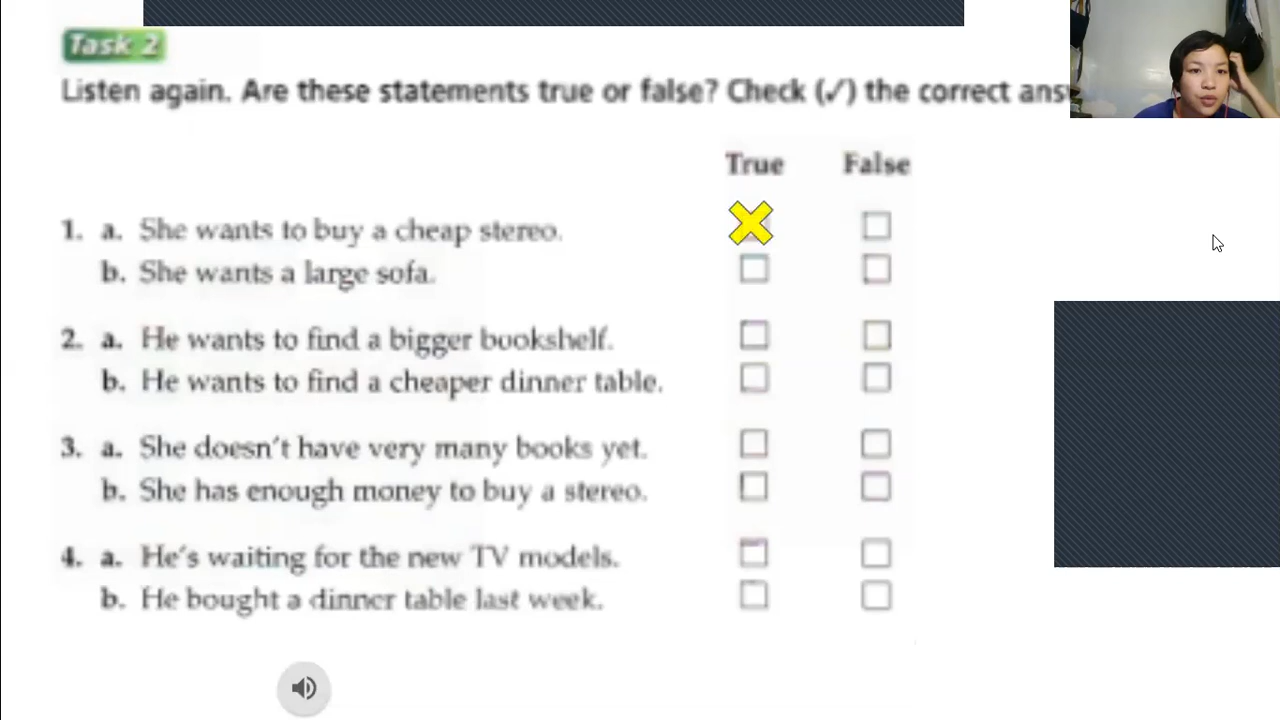 Task 2
Listen again. Are these statements true or false? Check (✓) the correct
True False
1. a. She wants to buy a cheap stereo.
b. She wants a large sofa.
2. a. He wants to find a bigger bookshelf.
b. He wants to find a cheaper dinner table.
3. a. She doesn't have very many books yet.
b. She has enough money to buy a stereo.
4. a. He's waiting for the new TV models.
b. He bought a dinner table last week.